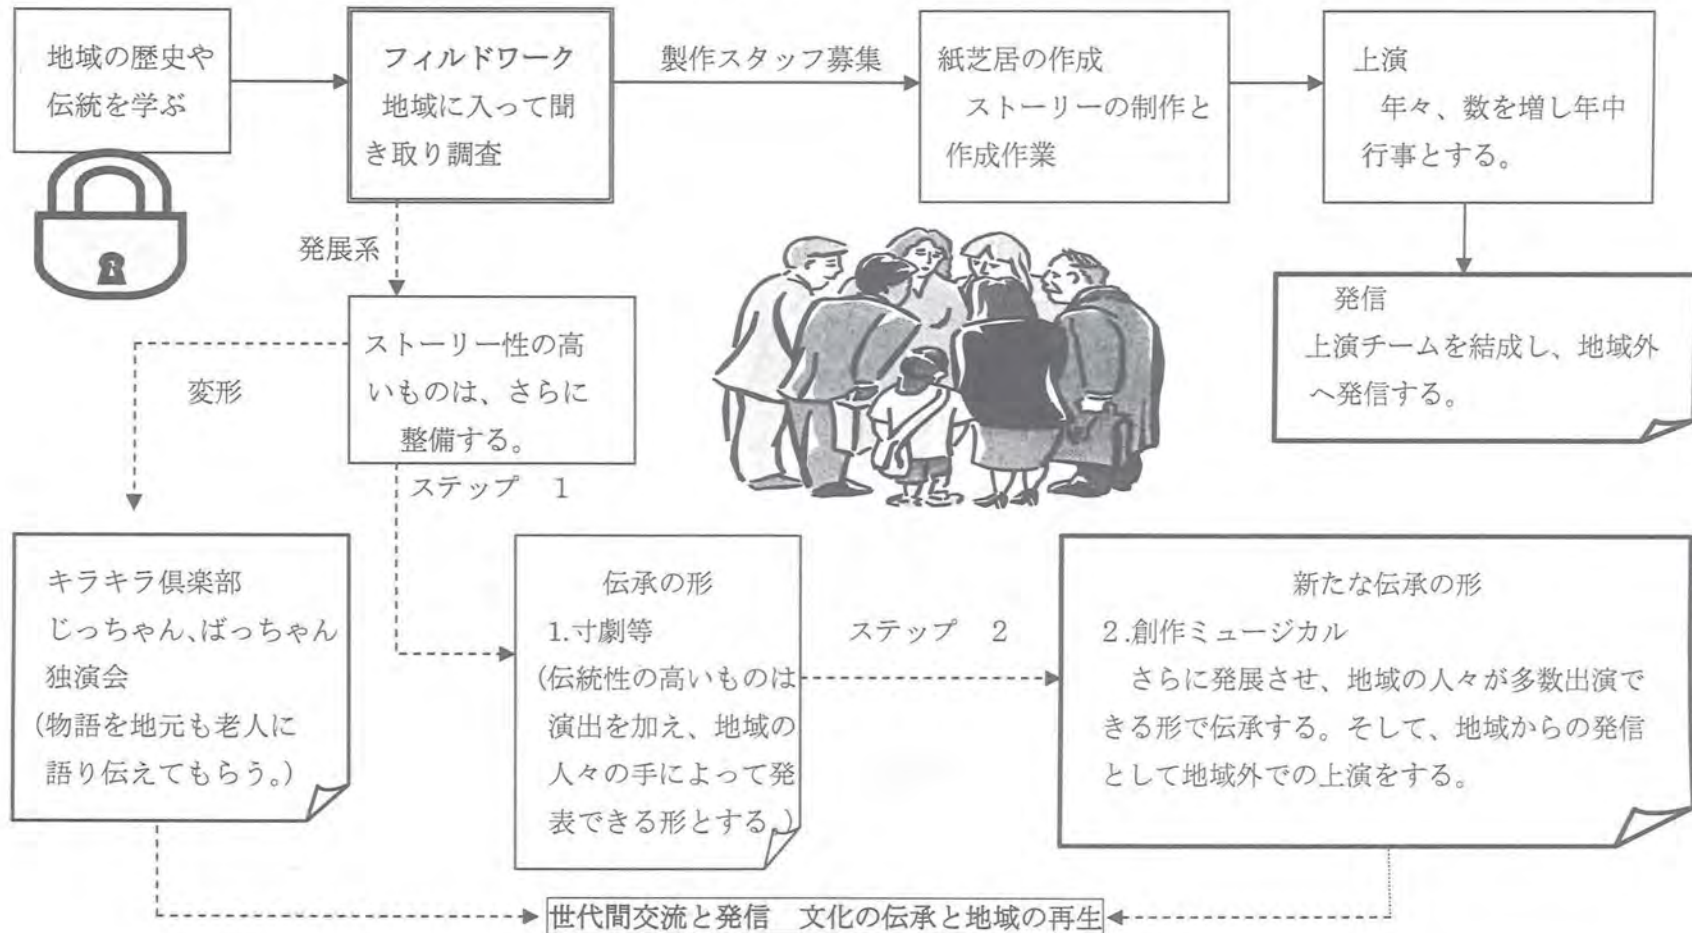 地域の歴史や
伝統を学ぶ
フィルドワーク
地域に入って聞
き取り調査
製作スタッフ募集
紙芝居の作成
ストーリーの制作と
作成作業
上演
年々、数を増し年中
行事とする。
発展系
発信
上演チームを結成し、地域外
へ発信する。
ストーリー性の高
いものは、さらに
整備する。
変形
ステップ 1
キラキラ倶楽部
じっちゃん、ばっちゃん
独演会
(物語を地元も老人に
語り伝えてもらう。)
伝承の形
1.寸劇等
(伝統性の高いものは
演出を加え、地域の
人々の手によって発
表できる形とする。)
ステップ 2
新たな伝承の形
2.創作ミュージカル
さらに発展させ、地域の人々が多数出演で
きる形で伝承する。そして、地域からの発信
として地域外での上演をする。
世代間交流と発信 文化の伝承と地域の再生